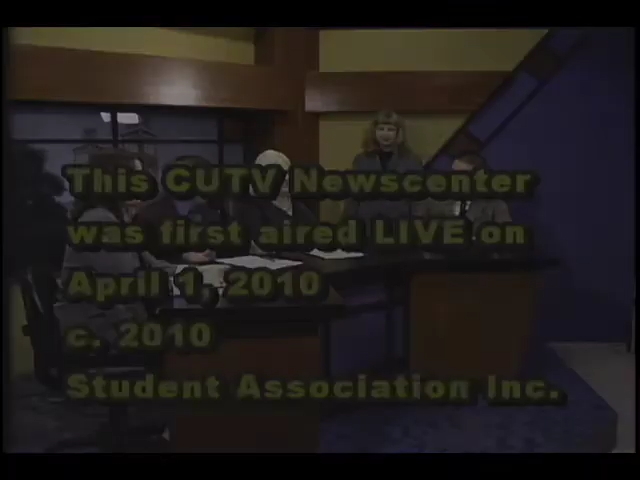 This CUTV Newscenter
was first aired LIVE on
April 1, 2010
c. 2010
Student Association Inc.